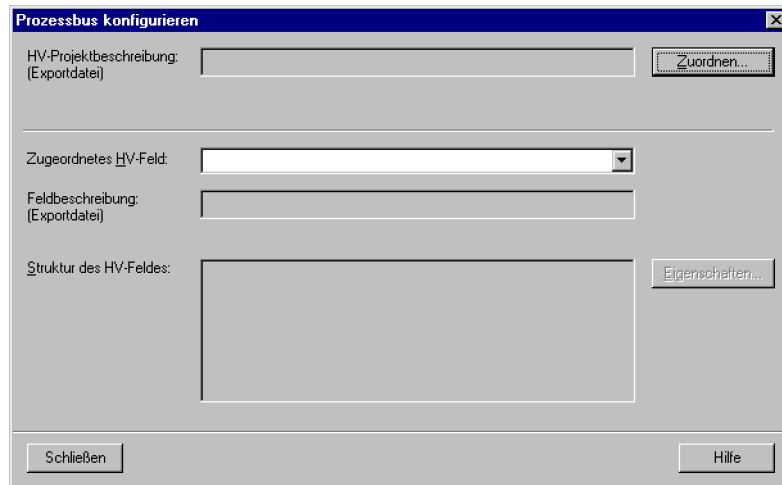 Prozessbus konfigurieren
HV-Projektbeschreibung:
(Exportdatei)
Zuordnen...
Zugeordnetes HV-Feld:
Feldbeschreibung:
(Exportdatei)
Struktur des HV-Feldes:
Eigenschaften...
Schließen
Hilfe